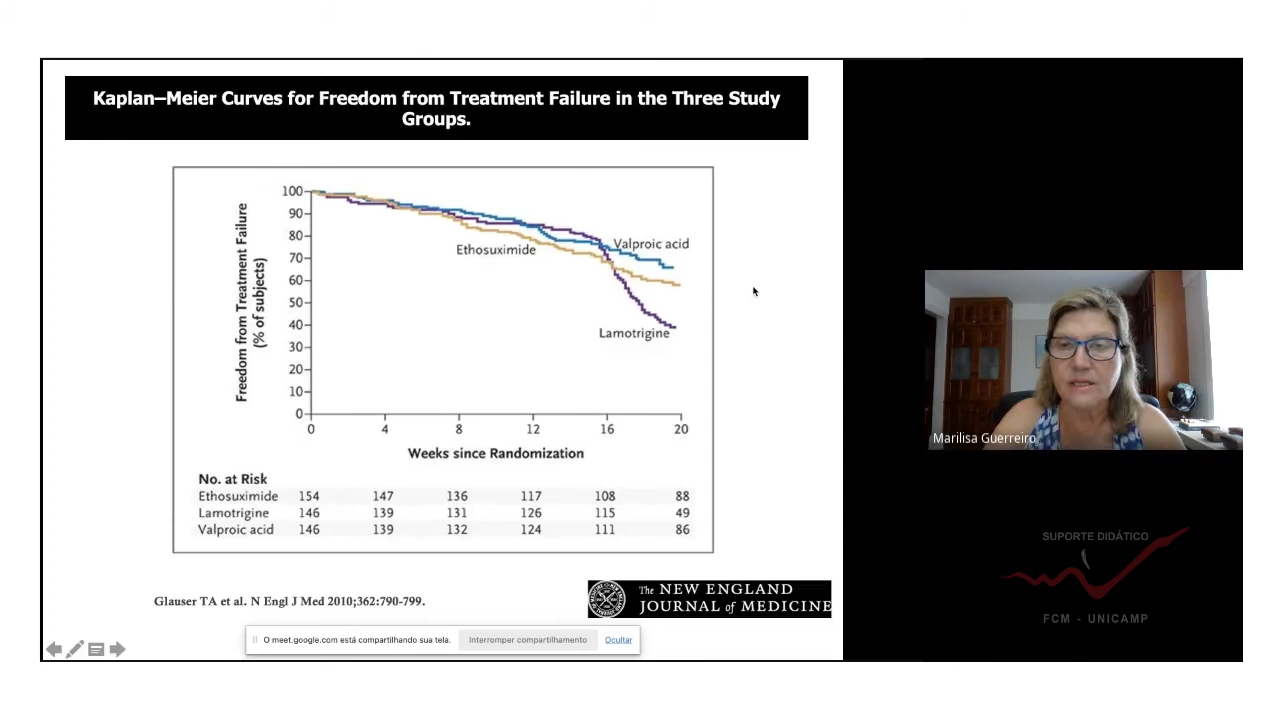 Kaplan–Meier Curves for Freedom from Treatment Failure in the Three Study
Groups.
Freedom from Treatment Failure
(% of subjects)
100
90
80
70
60
50
40
30
20
10
0
Valproic acid
Ethosuximide
Lamotrigine
0 4 8 12 16 20
Weeks since Randomization
No. at Risk
Ethosuximide 154 147 136 117 108 88
Lamotrigine 146 139 131 126 115 49
Valproic acid 146 139 132 124 111 86
Glauser TA et al. N Engl J Med 2010;362:790-799.
The NEW ENGLAND
JOURNAL of MEDICINE
O meet.google.com está compartilhando sua tela. Interromper compartilhamento Ocultar
Marilisa Guerreiro
SUPORTE DIDÁTICO
FCM - UNICAMP